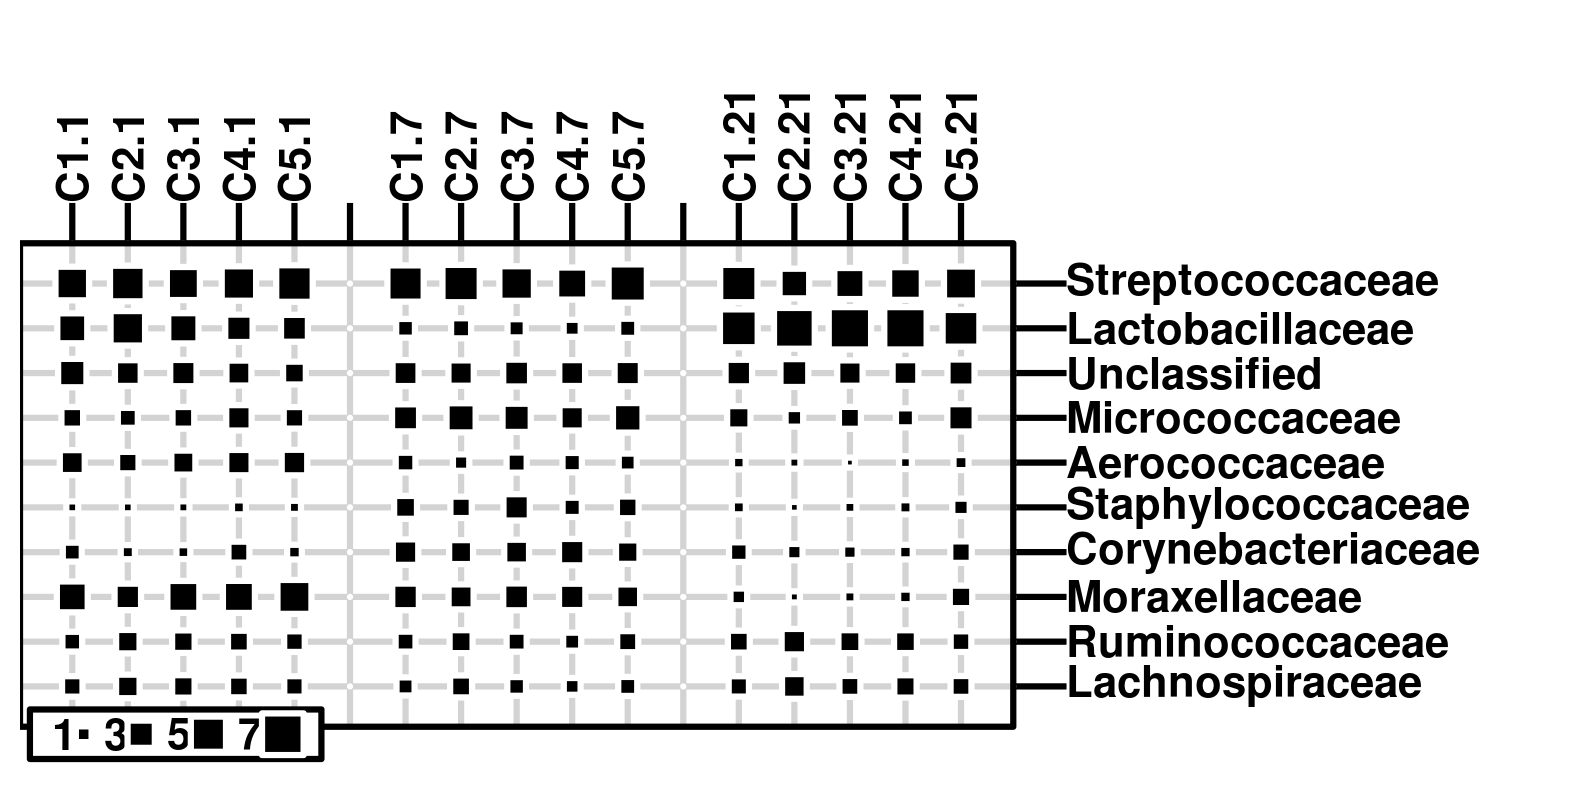 C1.1 C2.1 C3.1 C4.1 C5.1 C1.7 C2.7 C3.7 C4.7 C5.7 C1.21 C2.21 C3.21 C4.21 C5.21
Streptococcaceae
Lactobacillaceae
Unclassified
Micrococcaceae
Aerococcaceae
Staphylococcaceae
Corynebacteriaceae
Moraxellaceae
Ruminococcaceae
Lachnospiraceae
1 3 5 7